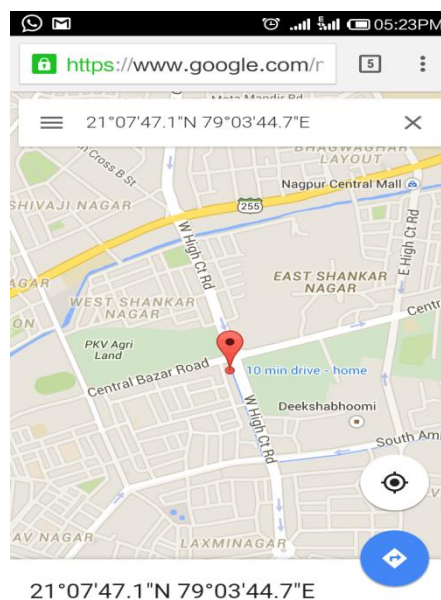 05:23PM
https://www.google.com/
5
21°07'47.1"N 79°03'44.7"E
Mata Mandir Rd
Cross B St
BHAGWAGHAR
LAYOUT
Nagpur Central Mall
SHIVAJI NAGAR
255
W High Ct Rd
E High Ct Rd
EAST SHANKAR
NAGAR
AGAR
WEST SHANKAR
NAGAR
ON
Centr
PKV Agri
Land
Central Bazar Road
10 min drive - home
Deekshabhoomi
W High Ct Rd
South Am
AV NAGAR
LAXMINAGAR
21°07'47.1"N 79°03'44.7"E